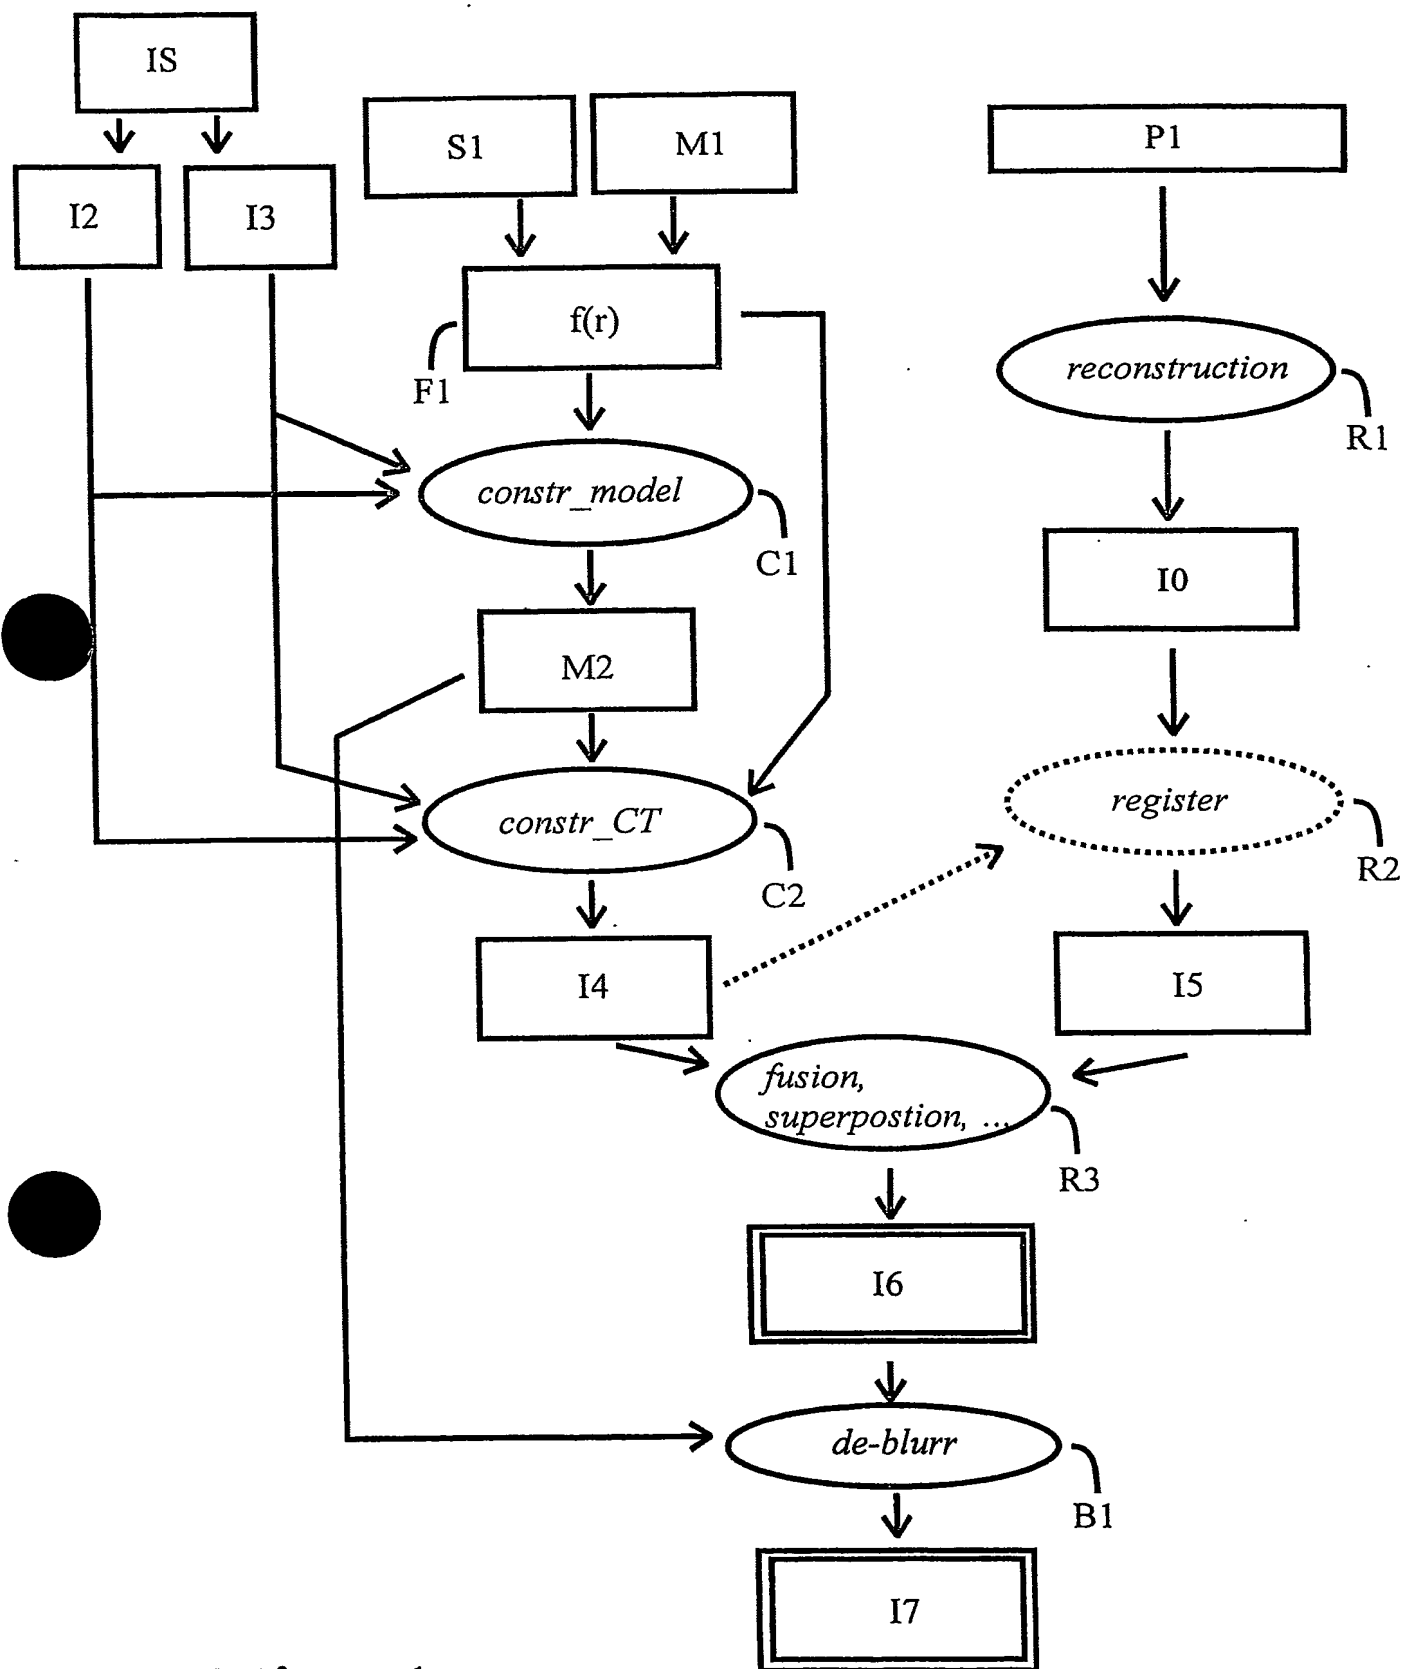 IS
S1
M1
P1
I2
I3
f(r)
F1
reconstruction
R1
constr_model
C1
I0
M2
register
R2
constr_CT
C2
I4
I5
fusion,
superpostion, ...
R3
I6
de-blurr
B1
I7